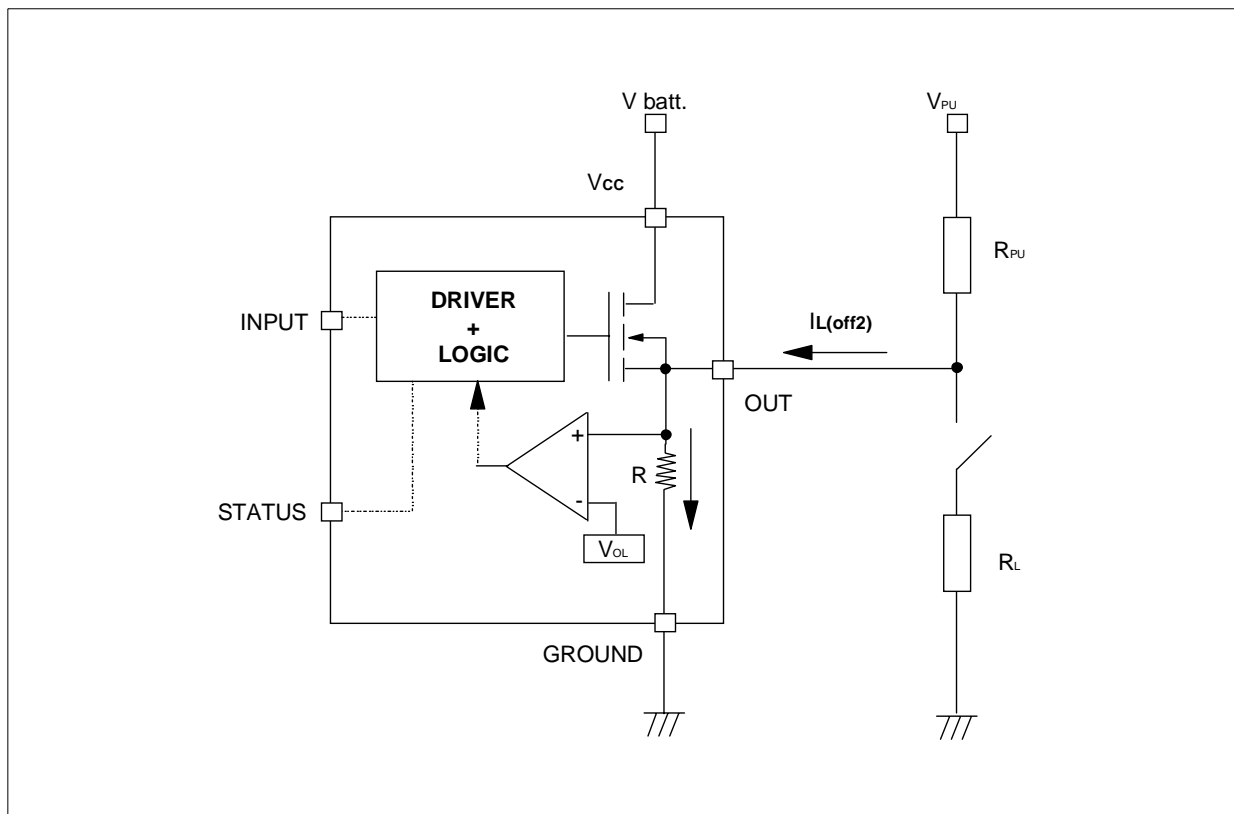 V batt.
VPU
Vcc
RPU
DRIVER
+
LOGIC
INPUT
IL(off2)
OUT
+
R
-
STATUS
VOL
RL
GROUND